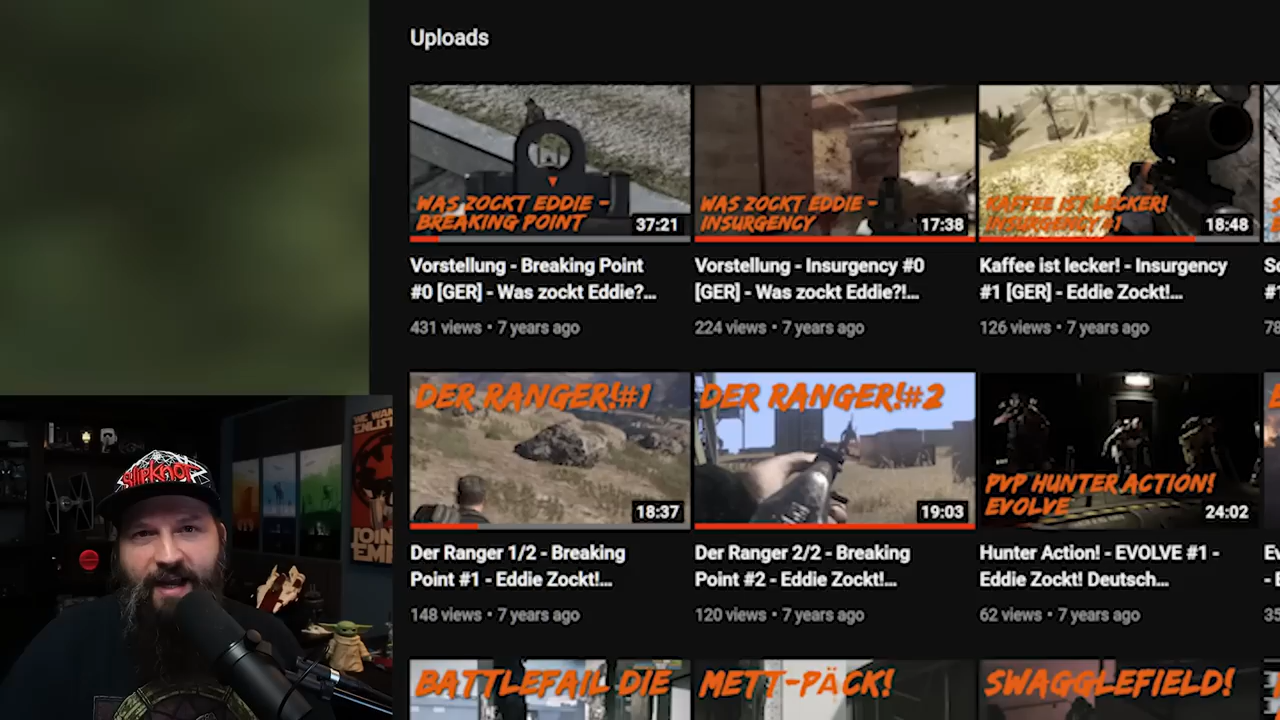 Uploads
WAS ZOCKT EDDIE -
BREAKING POINT
37:21
WAS ZOCKT EDDIE -
INSURGENCY
17:38
KAFFEE IST LECKER!
INSURGENCY #1
18:48
Vorstellung - Breaking Point
#0 [GER] - Was zockt Eddie?...
431 views • 7 years ago
Vorstellung - Insurgency #0
[GER] - Was zockt Eddie?!...
224 views • 7 years ago
Kaffee ist lecker! - Insurgency
#1 [GER] - Eddie Zockt!...
126 views • 7 years ago
DER RANGER!#1
18:37
DER RANGER!#2
19:03
PVP HUNTER ACTION!
EVOLVE
24:02
Der Ranger 1/2 - Breaking
Point #1 - Eddie Zockt!...
148 views • 7 years ago
Der Ranger 2/2 - Breaking
Point #2 - Eddie Zockt!...
120 views • 7 years ago
Hunter Action! - EVOLVE #1 -
Eddie Zockt! Deutsch...
62 views • 7 years ago
BATTLEFAIL DIE
METT-PÄCK!
SWAGGLEFIELD!
SLIPKNOT